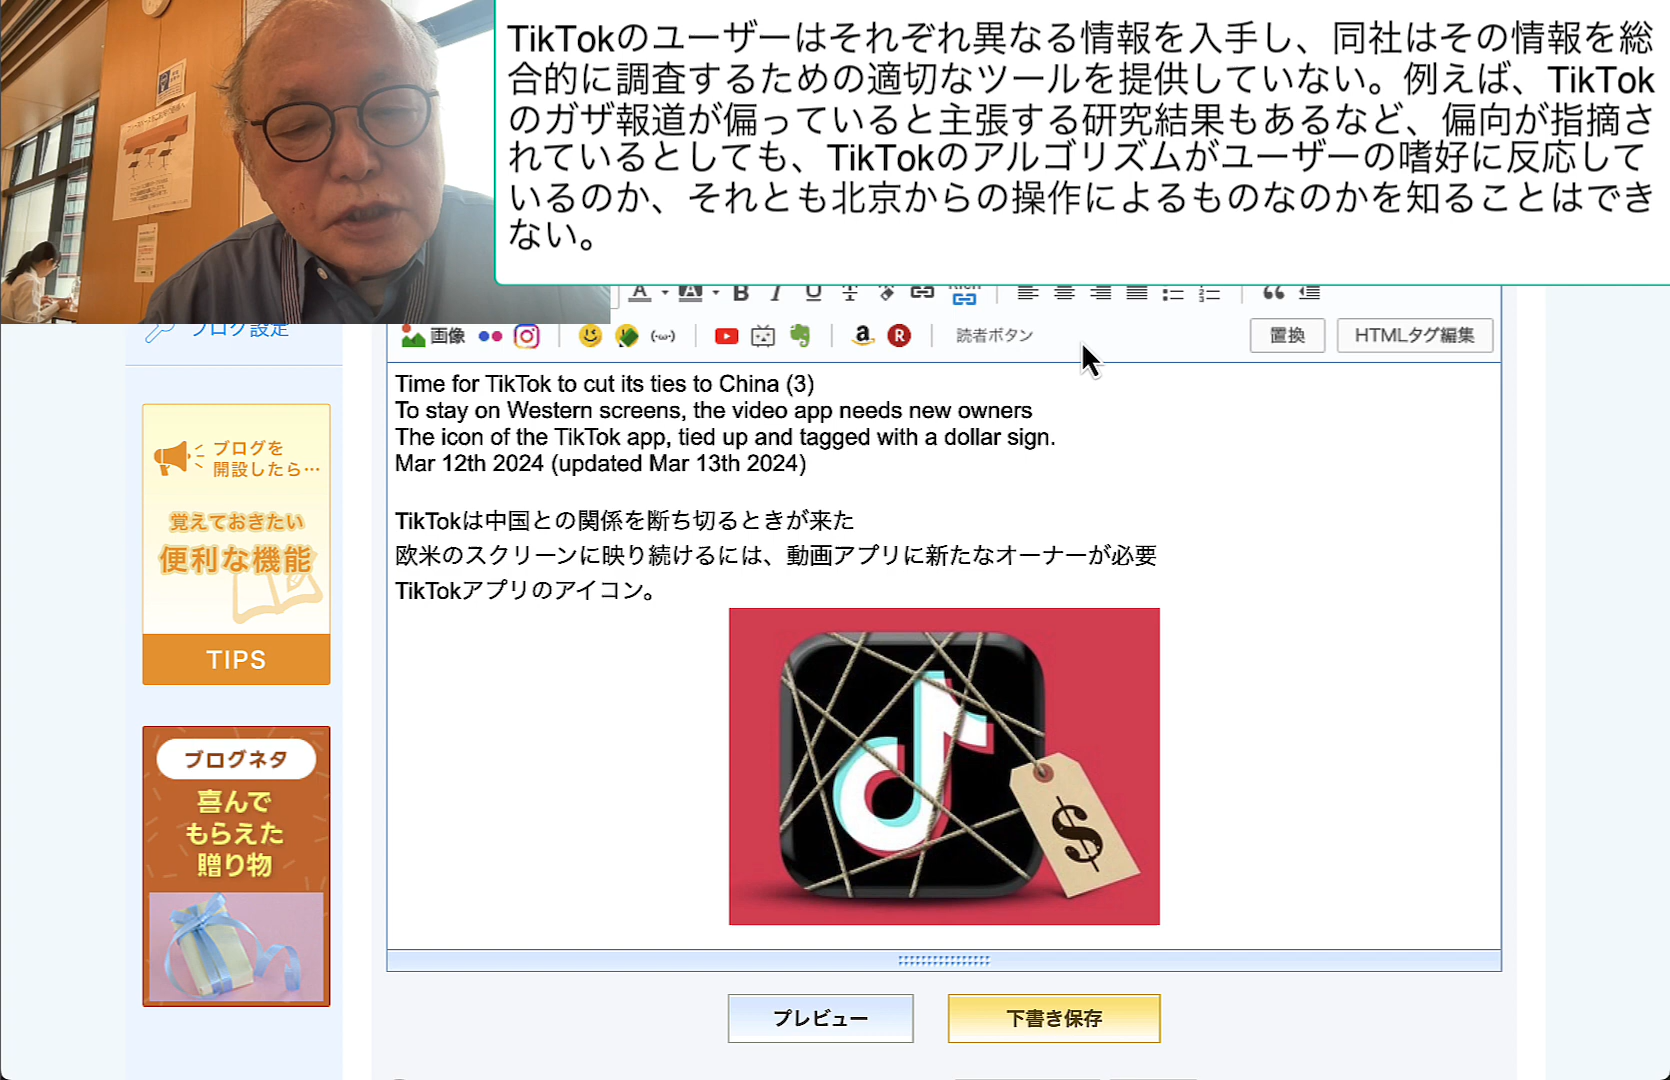 TikTokのユーザーはそれぞれ異なる情報を入手し、同社はその情報を総
合的に調査するための適切なツールを提供していない。例えば、TikTok
のガザ報道が偏っていると主張する研究結果もあるなど、偏向が指摘さ
れているとしても、TikTokのアルゴリズムがユーザーの嗜好に反応して
いるのか、それとも北京からの操作によるものなのかを知ることはでき
ない。
ブログ設定
画像
読者ボタン
置換
HTMLタグ編集
Time for TikTok to cut its ties to China (3)
To stay on Western screens, the video app needs new owners
The icon of the TikTok app, tied up and tagged with a dollar sign.
Mar 12th 2024 (updated Mar 13th 2024)
TikTokは中国との関係を断ち切るときが来た
欧米のスクリーンに映り続けるには、動画アプリに新たなオーナーが必要
TikTokアプリのアイコン。
$
ブログを
開設したら…
覚えておきたい
便利な機能
TIPS
ブログネタ
喜んで
もらえた
贈り物
プレビュー
下書き保存